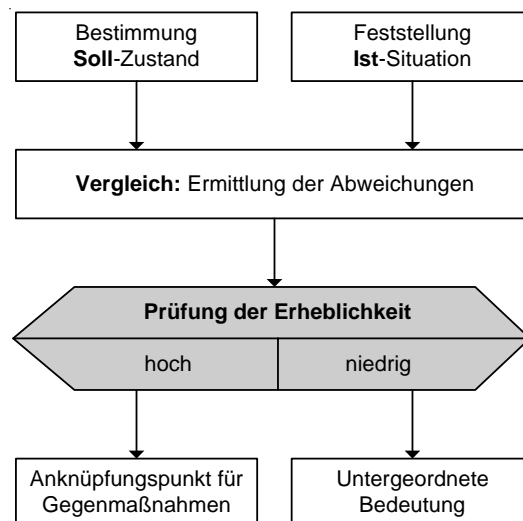 Bestimmung
Soll-Zustand
Feststellung
Ist-Situation
Vergleich: Ermittlung der Abweichungen
Prüfung der Erheblichkeit
hoch
niedrig
Anknüpfungspunkt für
Gegenmaßnahmen
Untergeordnete
Bedeutung